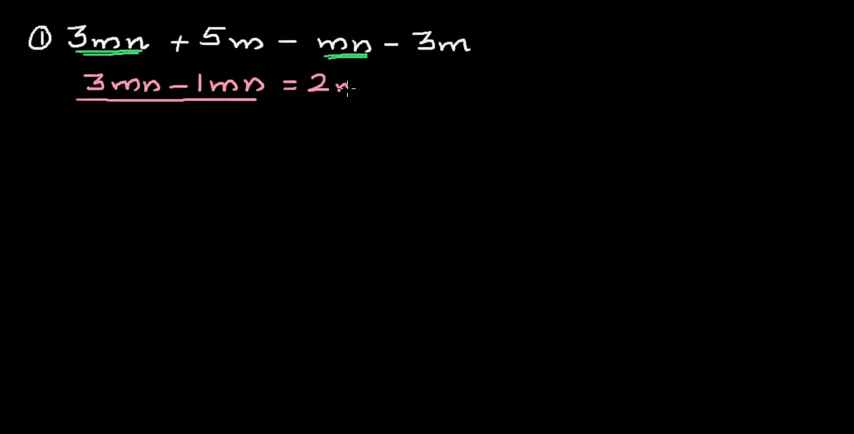 ① 3mn + 5m - mn - 3m
3mn - 1mn = 2